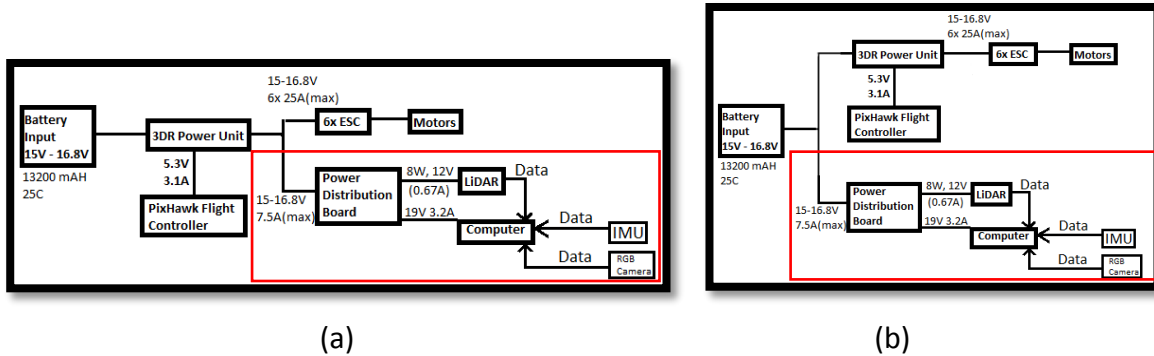 15-16.8V
6x 25A(max)
Battery
Input
15V - 16.8V
13200 mAH
25C
3DR Power Unit
5.3V
3.1A
PixHawk Flight
Controller
6x ESC
Motors
15-16.8V
7.5A(max)
Power
Distribution
Board
8W, 12V
(0.67A)
LiDAR
Data
19V 3.2A
Computer
Data
IMU
Data
RGB
Camera
(a)
15-16.8V
6x 25A(max)
3DR Power Unit
6x ESC
Motors
5.3V
3.1A
PixHawk Flight
Controller
Battery
Input
15V - 16.8V
13200 mAH
25C
15-16.8V
7.5A(max)
Power
Distribution
Board
8W, 12V
(0.67A)
LiDAR
Data
19V 3.2A
Computer
Data
IMU
Data
RGB
Camera
(b)